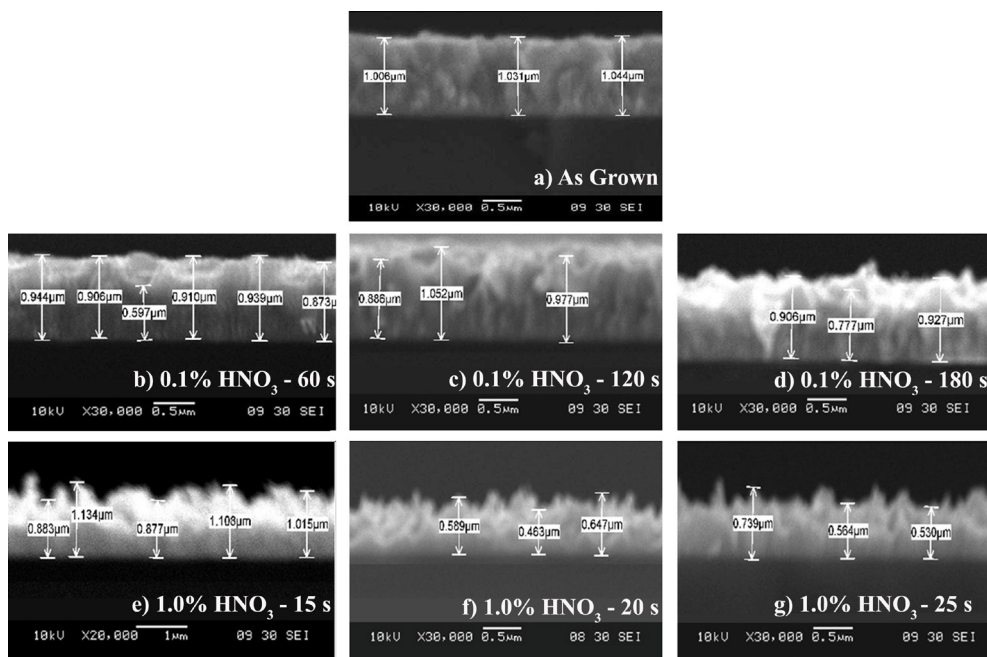 1.006µm 1.031µm 1.044µm
a) As Grown
10kV X30,000 0.5µm 09 30 SEI
0.944µm 0.906µm 0.597µm 0.910µm 0.939µm 0.873µ
b) 0.1% HNO3 - 60 s
10kV X30,000 0.5µm 09 30 SEI
0.888µm 1.052µm 0.977µm
c) 0.1% HNO3 - 120 s
10kV X30,000 0.5µm 09 30 SEI
0.906µm 0.777µm 0.927µm
d) 0.1% HNO3 - 180 s
10kV X30,000 0.5µm 09 30 SEI
0.883µm 1.134µm 0.877µm 1.108µm 1.015µm
e) 1.0% HNO3 - 15 s
10kV X20,000 1µm 09 30 SEI
0.589µm 0.463µm 0.647µm
f) 1.0% HNO3 - 20 s
10kV X30,000 0.5µm 08 30 SEI
0.739µm 0.564µm 0.530µm
g) 1.0% HNO3 - 25 s
10kV X30,000 0.5µm 09 30 SEI